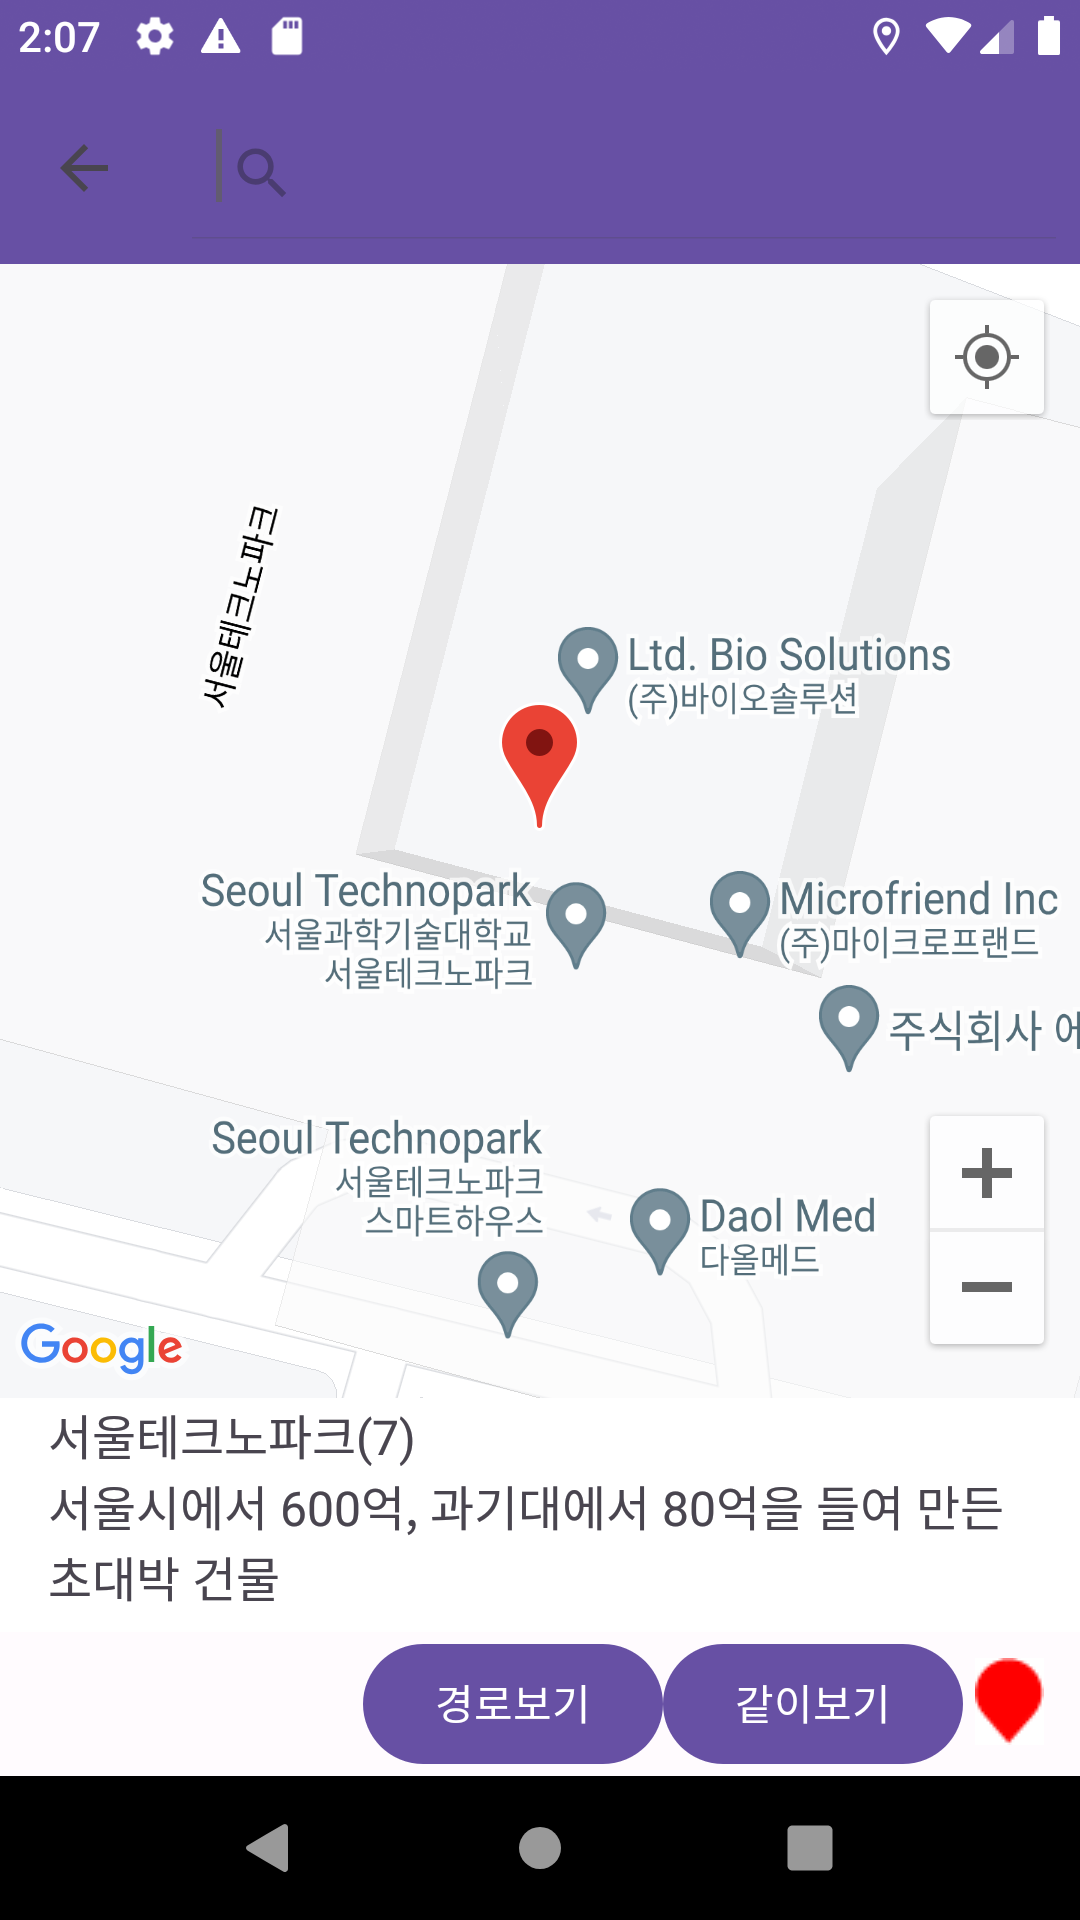 2:07
서울테크노파크
Ltd. Bio Solutions
(주)바이오솔루션
Seoul Technopark
서울과학기술대학교
서울테크노파크
Microfriend Inc
(주)마이크로프랜드
주식회사 에
Seoul Technopark
서울테크노파크
스마트하우스
Daol Med
다올메드
Google
서울테크노파크(7)
서울시에서 600억, 과기대에서 80억을 들여 만든
초대박 건물
경로보기
같이보기